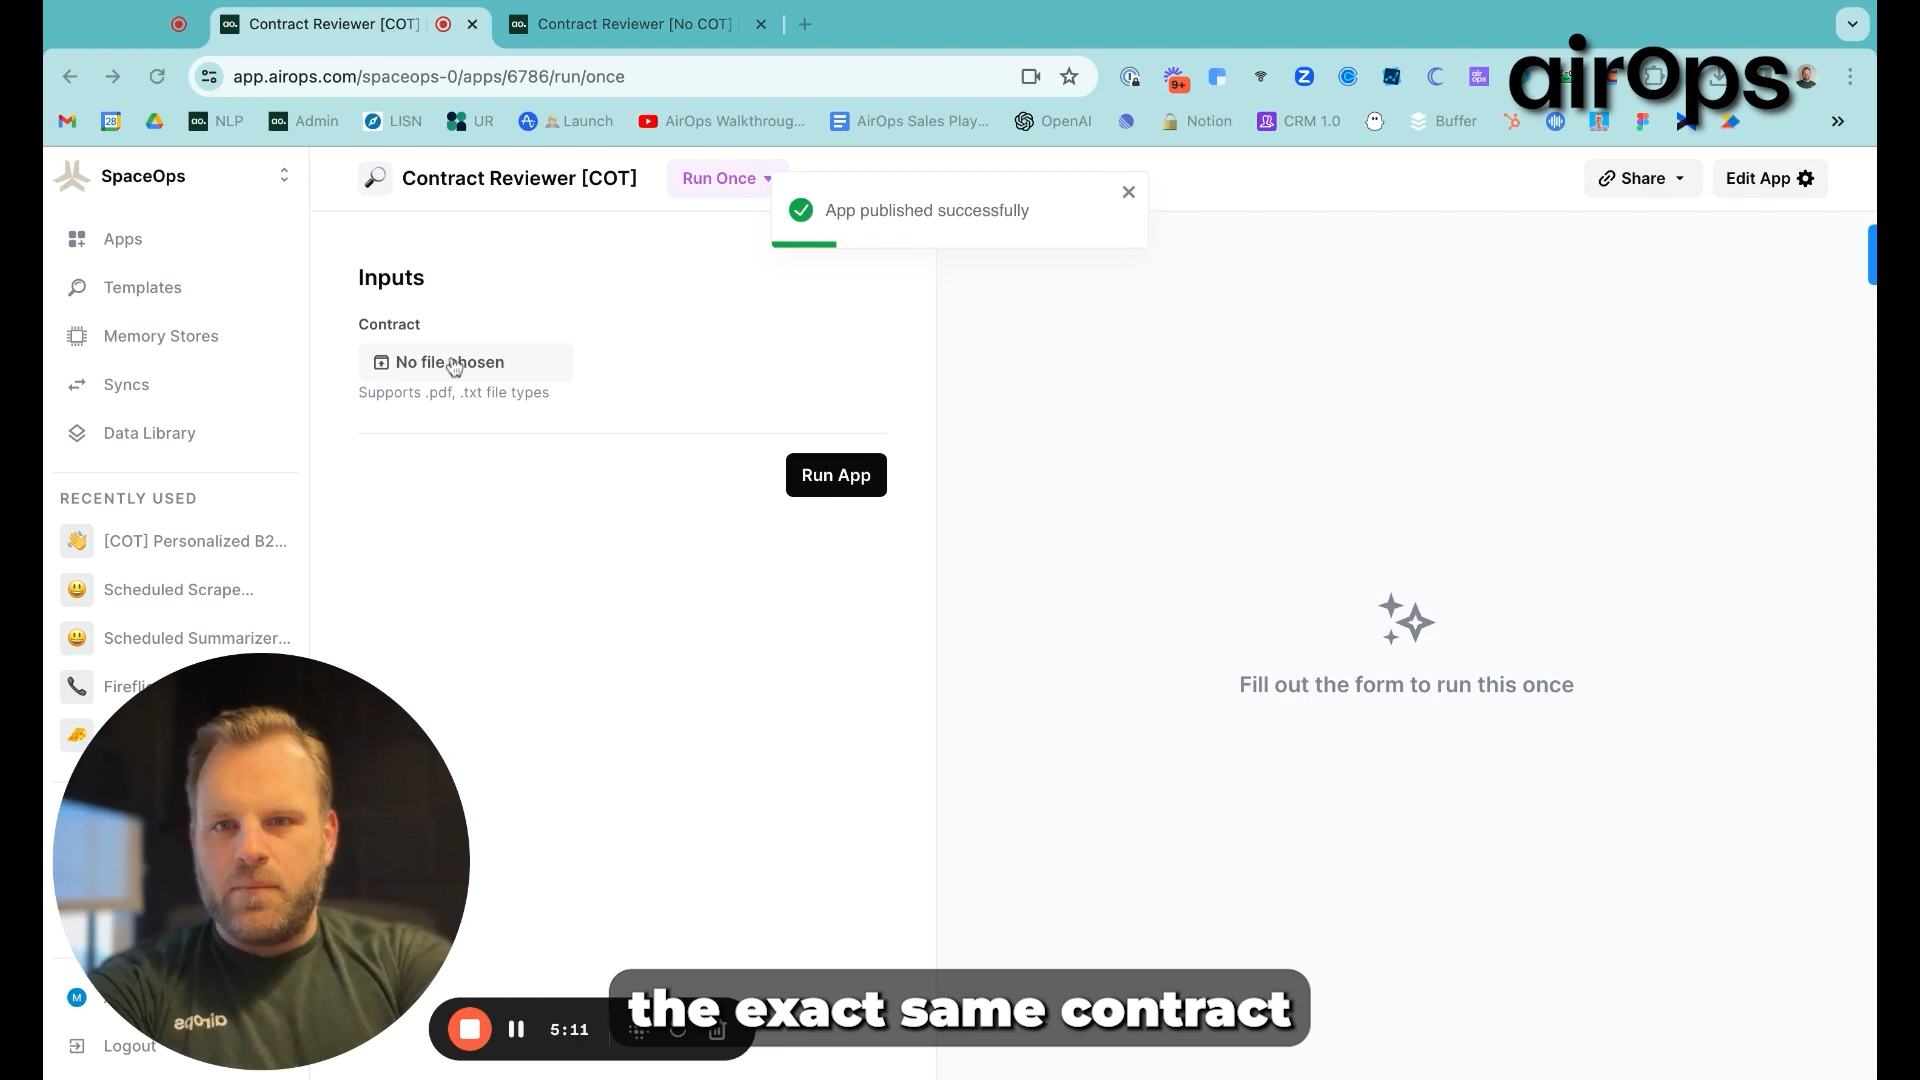 Contract Reviewer [COT]
Contract Reviewer [No COT]
app.airops.com/spaceops-0/apps/6786/run/once
9+
airOps
28
NLP
Admin
LISN
UR
Launch
AirOps Walkthroug...
AirOps Sales Play...
OpenAI
Notion
CRM 1.0
Buffer
SpaceOps
Contract Reviewer [COT]
Run Once
App published successfully
Share
Edit App
Apps
Templates
Memory Stores
Syncs
Data Library
RECENTLY USED
[COT] Personalized B2...
Scheduled Scrape...
Scheduled Summarizer...
Inputs
Contract
No file chosen
Supports .pdf, .txt file types
Run App
Fill out the form to run this once
M
Logout
airops
5:11
the exact same contract